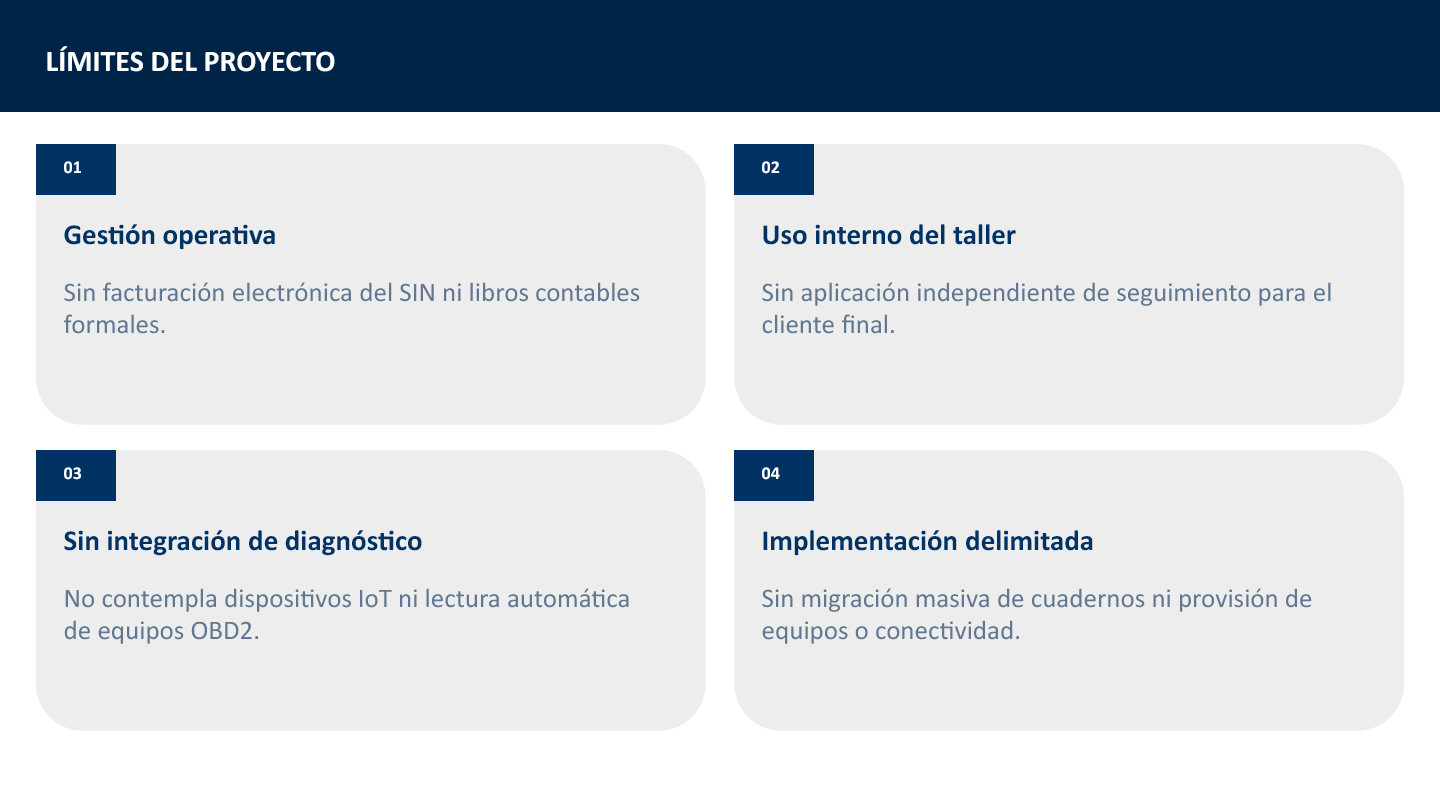 LÍMITES DEL PROYECTO
01
Gestión operativa
Sin facturación electrónica del SIN ni libros contables
formales.
02
Uso interno del taller
Sin aplicación independiente de seguimiento para el
cliente final.
03
Sin integración de diagnóstico
No contempla dispositivos IoT ni lectura automática
de equipos OBD2.
04
Implementación delimitada
Sin migración masiva de cuadernos ni provisión de
equipos o conectividad.